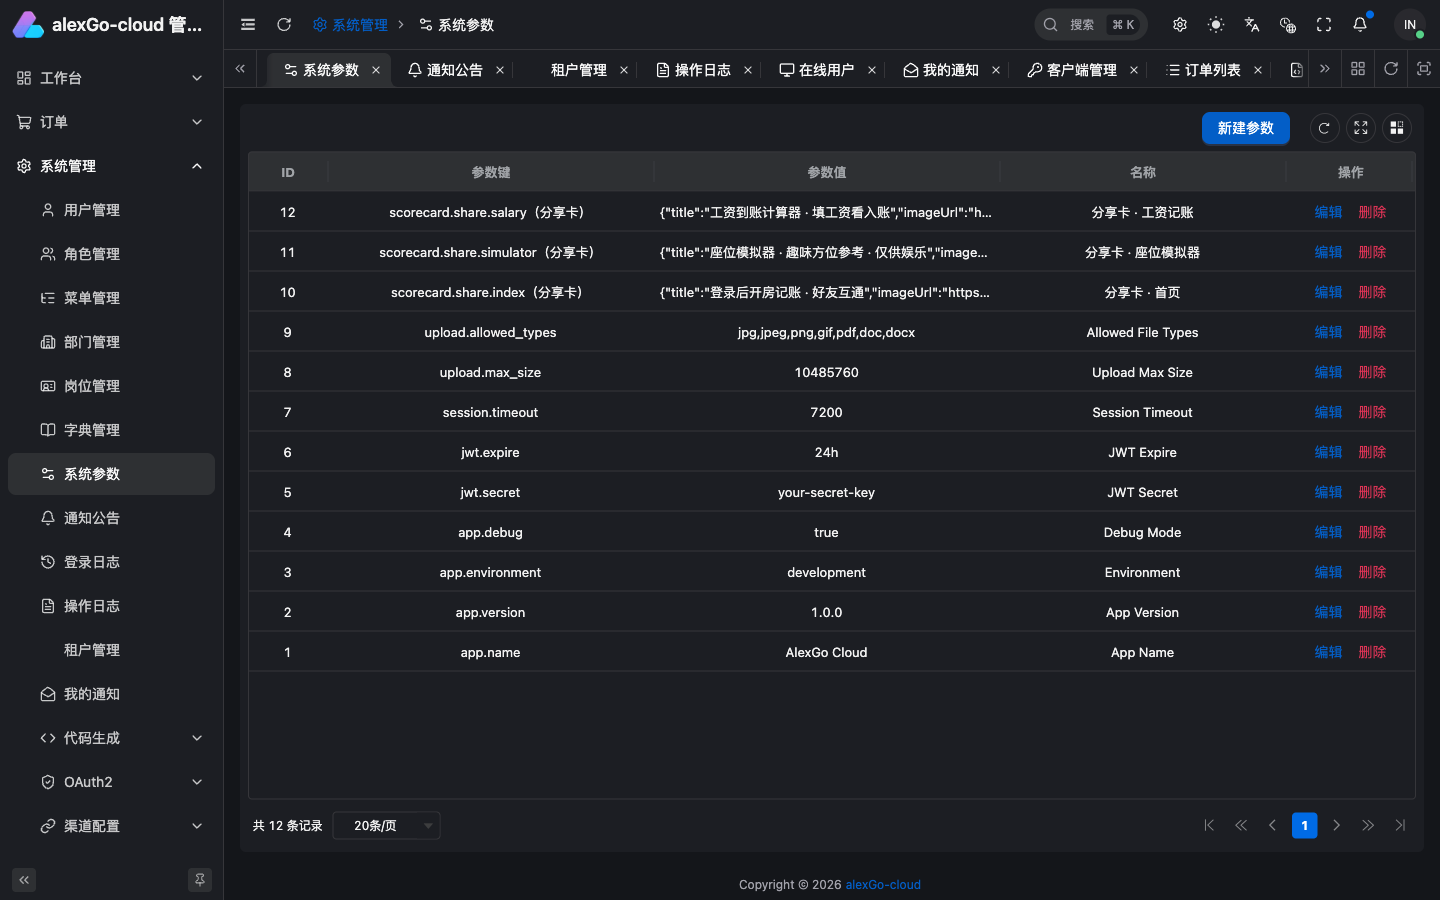 alexGo-cloud 管...
系统管理
系统参数
搜索
⌘ K
IN
系统参数
通知公告
租户管理
操作日志
在线用户
我的通知
客户端管理
订单列表
工作台
订单
系统管理
用户管理
角色管理
菜单管理
部门管理
岗位管理
字典管理
系统参数
通知公告
登录日志
操作日志
租户管理
我的通知
代码生成
OAuth2
渠道配置
新建参数
ID 参数键 参数值 名称 操作
12 scorecard.share.salary（分享卡） {"title":"工资到账计算器 · 填工资看入账","imageUrl":"h... 分享卡 · 工资记账 编辑 删除
11 scorecard.share.simulator（分享卡） {"title":"座位模拟器 · 趣味方位参考 · 仅供娱乐","image... 分享卡 · 座位模拟器 编辑 删除
10 scorecard.share.index（分享卡） {"title":"登录后开房记账 · 好友互通","imageUrl":"https... 分享卡 · 首页 编辑 删除
9 upload.allowed_types jpg,jpeg,png,gif,pdf,doc,docx Allowed File Types 编辑 删除
8 upload.max_size 10485760 Upload Max Size 编辑 删除
7 session.timeout 7200 Session Timeout 编辑 删除
6 jwt.expire 24h JWT Expire 编辑 删除
5 jwt.secret your-secret-key JWT Secret 编辑 删除
4 app.debug true Debug Mode 编辑 删除
3 app.environment development Environment 编辑 删除
2 app.version 1.0.0 App Version 编辑 删除
1 app.name AlexGo Cloud App Name 编辑 删除
共 12 条记录
20条/页
1
Copyright © 2026 alexGo-cloud